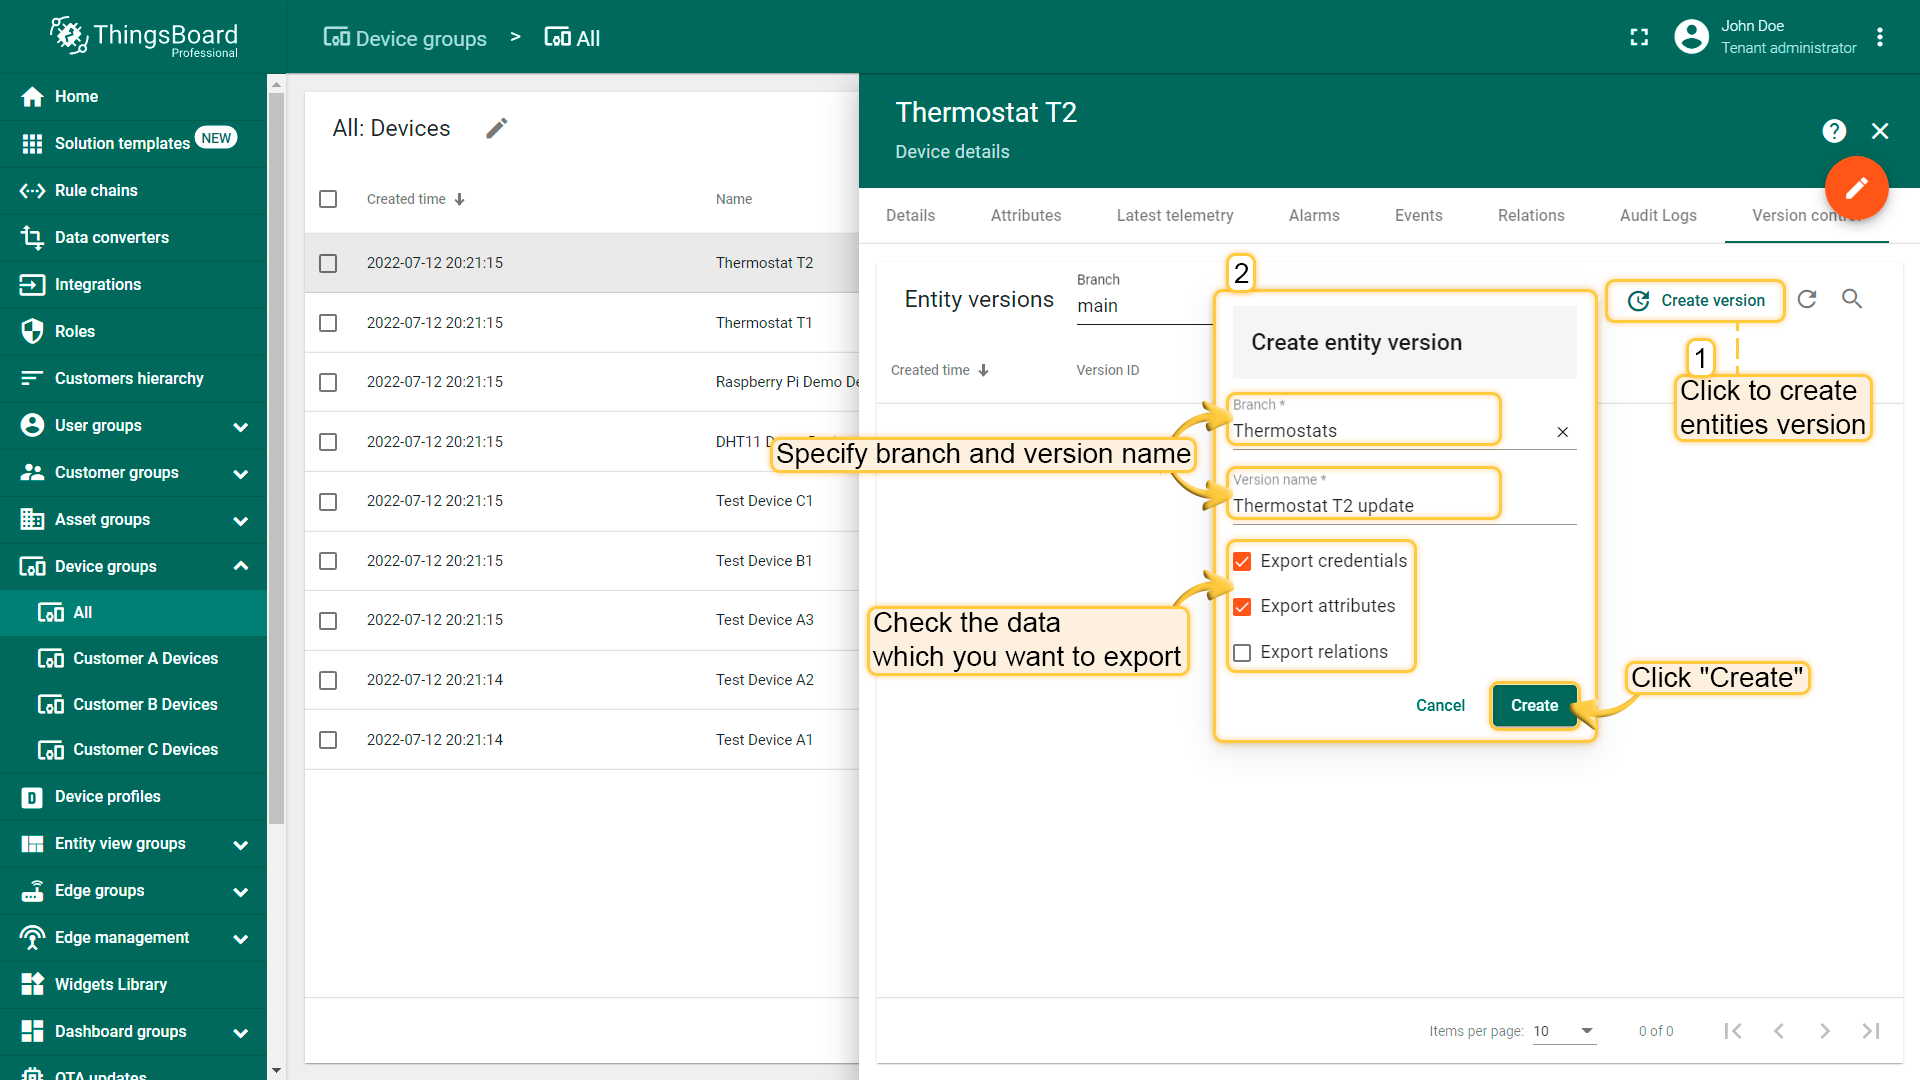 ThingsBoard
Professional
Device groups > All
John Doe
Tenant administrator
Home
Solution templates NEW
Rule chains
Data converters
Integrations
Roles
Customers hierarchy
User groups
Customer groups
Asset groups
Device groups
All
Customer A Devices
Customer B Devices
Customer C Devices
Device profiles
Entity view groups
Edge groups
Edge management
Widgets Library
Dashboard groups
OTA updates
All: Devices
Created time Name
2022-07-12 20:21:15 Thermostat T2
2022-07-12 20:21:15 Thermostat T1
2022-07-12 20:21:15 Raspberry Pi Demo De
2022-07-12 20:21:15 DHT11
2022-07-12 20:21:15 Test Device C1
2022-07-12 20:21:15 Test Device B1
2022-07-12 20:21:15 Test Device A3
2022-07-12 20:21:14 Test Device A2
2022-07-12 20:21:14 Test Device A1
Thermostat T2
Device details
Details Attributes Latest telemetry Alarms Events Relations Audit Logs Version control
Entity versions
Branch
main
Create version
Created time Version ID
1
Click to create
entities version
2
Create entity version
Branch *
Thermostats
Specify branch and version name
Version name *
Thermostat T2 update
Export credentials
Export attributes
Export relations
Check the data
which you want to export
Cancel Create
Click "Create"
Items per page: 10 0 of 0